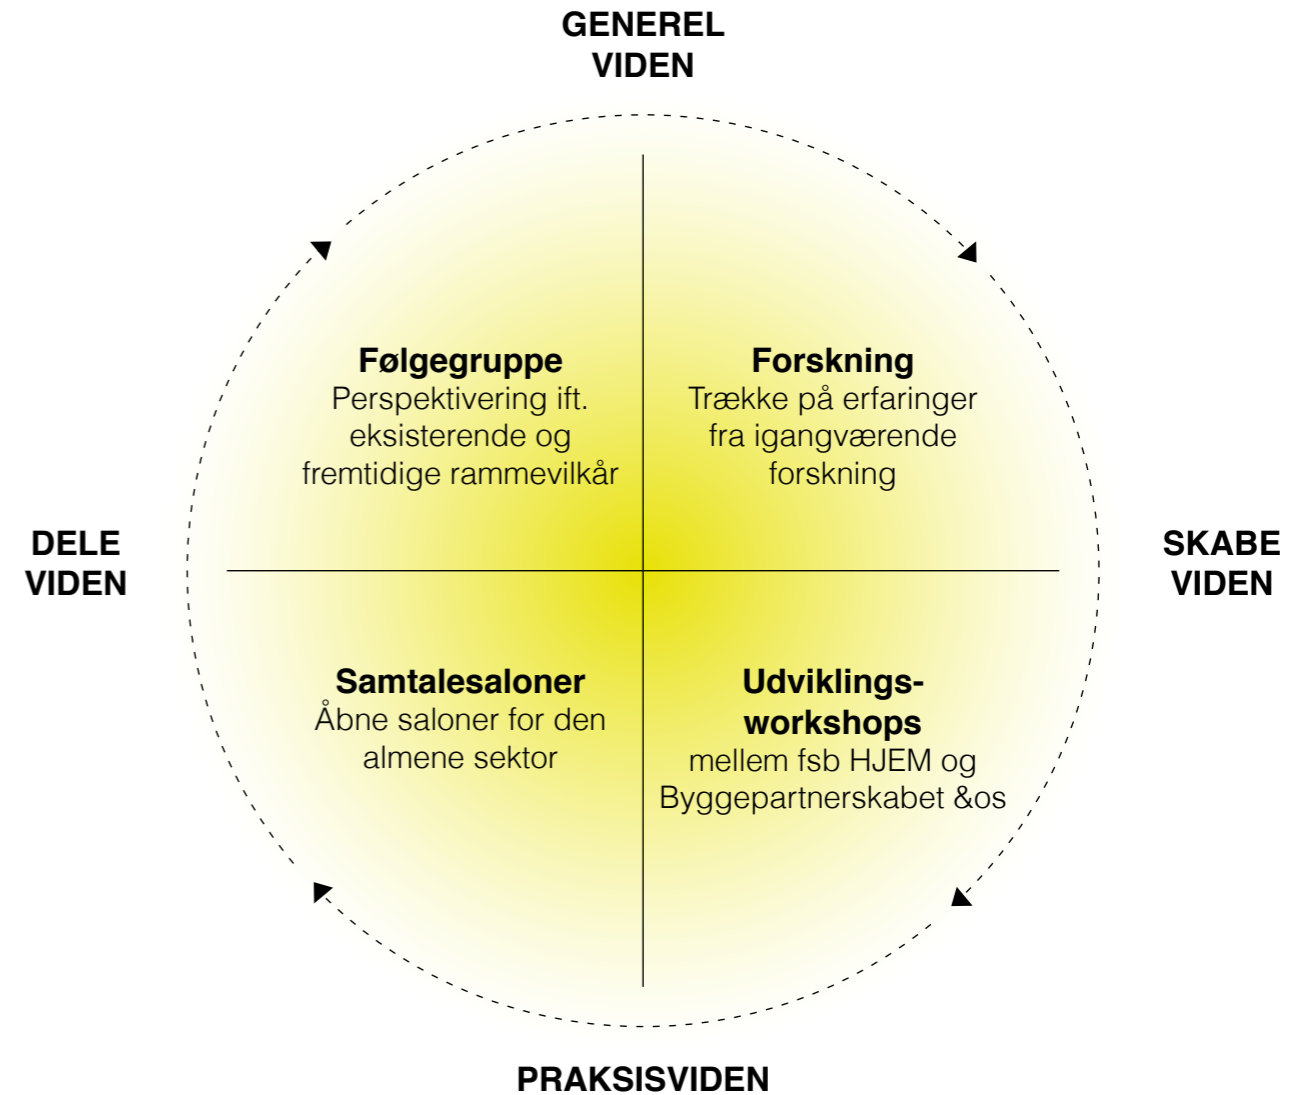 GENEREL
VIDEN
Følgegruppe
Perspektivering ift.
eksisterende og
fremtidige rammevilkår
Forskning
Trække på erfaringer
fra igangværende
forskning
DELE
VIDEN
SKABE
VIDEN
Samtalesaloner
Åbne saloner for den
almene sektor
Udviklings-
workshops
mellem fsb HJEM og
Byggepartnerskabet &os
PRAKSISVIDEN